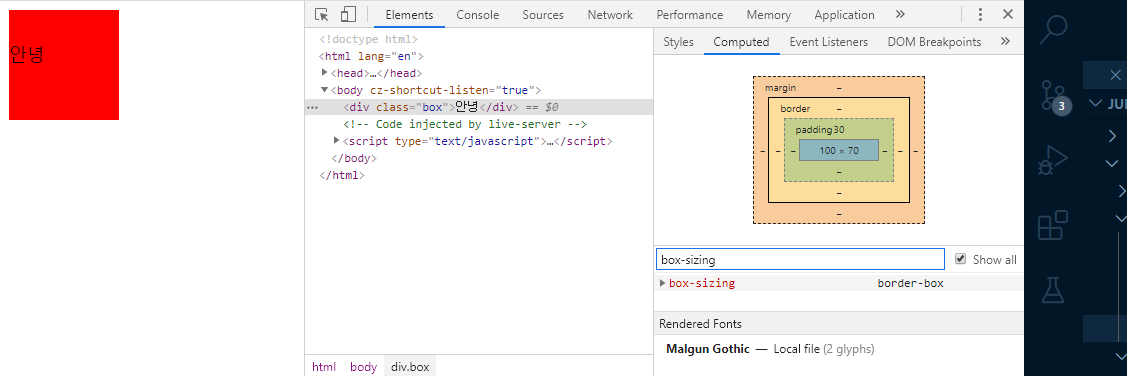 안녕
Elements Console Sources Network Performance Memory Application »
<!doctype html>
<html lang="en">
<head>…</head>
<body cz-shortcut-listen="true">
… <div class="box">안녕</div> == $0
<!-- Code injected by live-server -->
<script type="text/javascript">…</script>
</body>
</html>
html body div.box
Styles Computed Event Listeners DOM Breakpoints »
margin -
border -
padding30
- - - 100 × 70 - - -
-
-
-
box-sizing Show all
box-sizing border-box
Rendered Fonts
Malgun Gothic — Local file (2 glyphs)
3
JUI